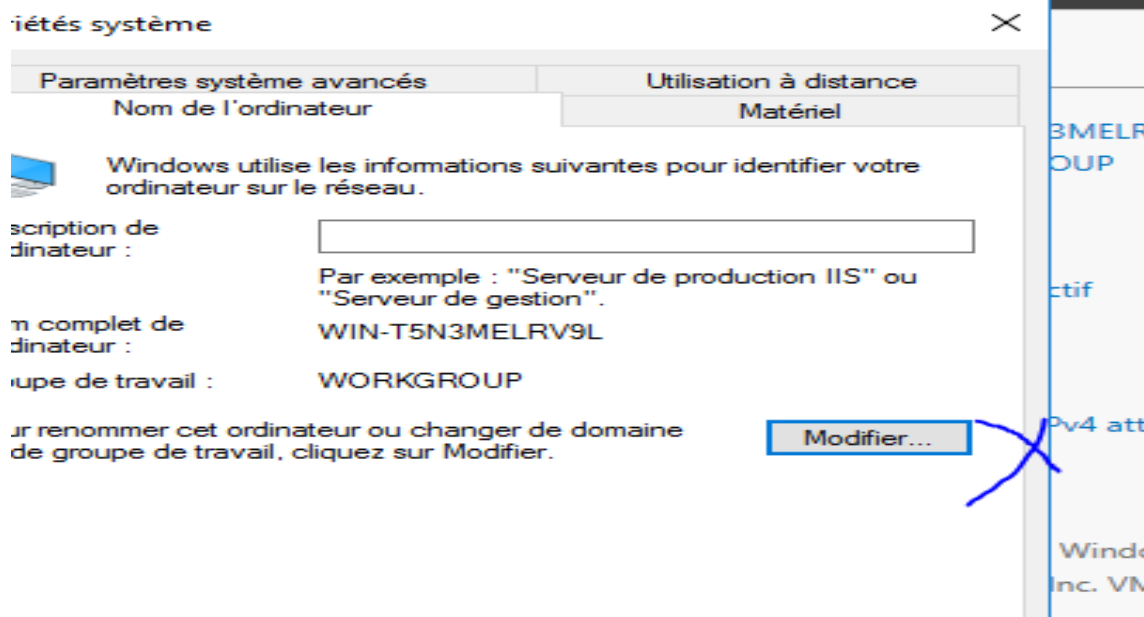 riétés système
Paramètres système avancés
Utilisation à distance
Nom de l'ordinateur
Matériel
Windows utilise les informations suivantes pour identifier votre
ordinateur sur le réseau.
scription de
dinateur :
Par exemple : "Serveur de production IIS" ou
"Serveur de gestion".
m complet de
dinateur :
WIN-T5N3MELRV9L
upe de travail :
WORKGROUP
ur renommer cet ordinateur ou changer de domaine
de groupe de travail, cliquez sur Modifier.
Modifier...
3MELR
OUP
ctif
Pv4 att
Windo
Inc. VM